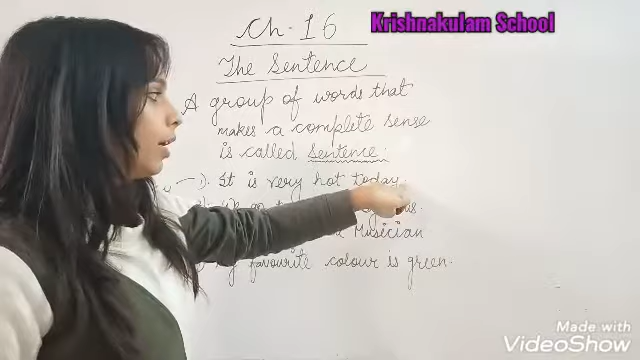 Krishnakulam School
Ch - 16
The Sentence
A group of words that
makes a complete sense
is called Sentence.
1). It is very hot today.
a Musician
favourite colour is green.
Made with
VideoShow